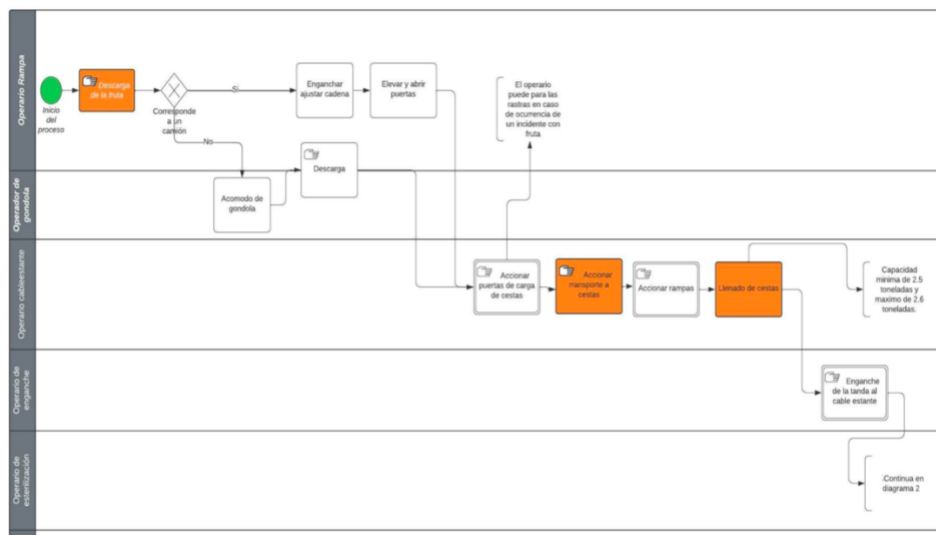 Operario Rampa
Inicio
del
proceso
Descarga
de la fruta
Corresponde
a un
camión
Si
No
Enganchar
ajustar cadena
Elevar y abrir
puertas
El operario
puede para las
rastras en caso
de ocurrencia de
un incidente con
fruta
Descarga
Operador de
gondola
Acomodo de
gondola
Operario cableestante
Accionar
puertas de carga
de cestas
Accionar
transporte a
cestas
Accionar rampas
Llenado de cestas
Capacidad
minima de 2.5
toneladas y
maximo de 2.6
toneladas.
Operario de
enganche
Enganche
de la tanda al
cable estante
Operario de
esterilización
Continua en
diagrama 2